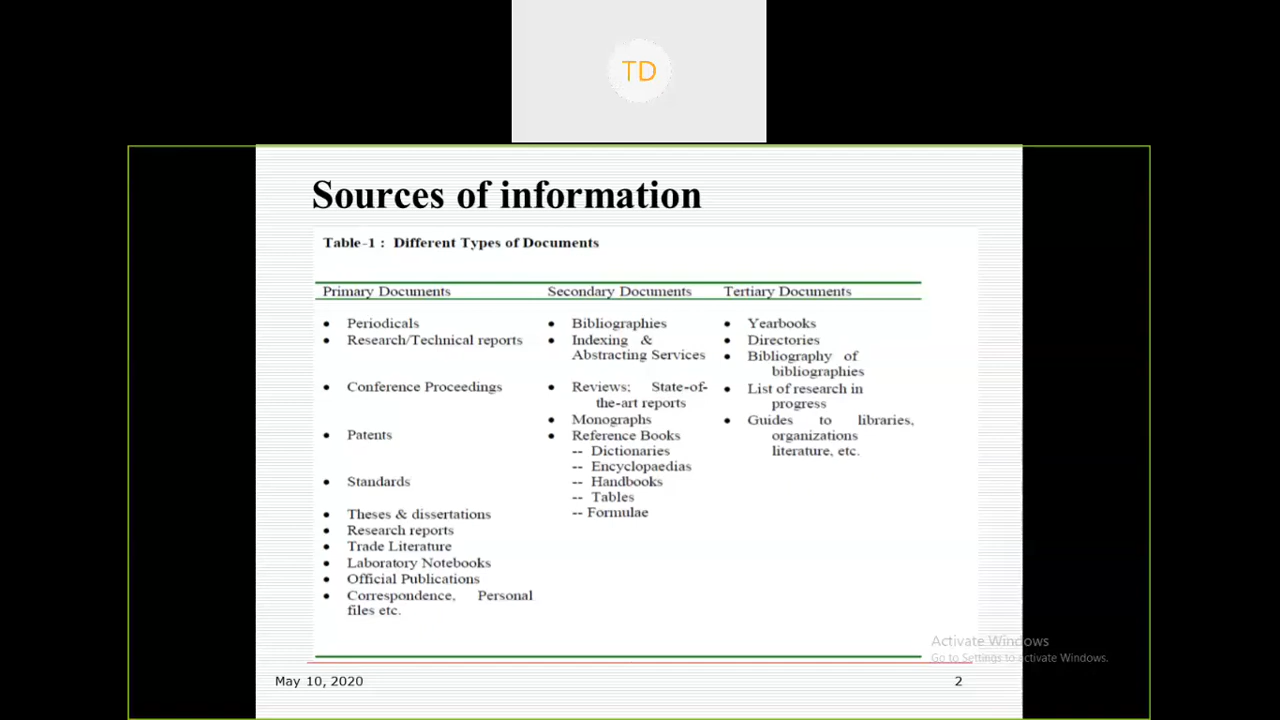 TD
Sources of information
Table-1 : Different Types of Documents
Primary Documents
• Periodicals
• Research/Technical reports
• Conference Proceedings
• Patents
• Standards
• Theses & dissertations
• Research reports
• Trade Literature
• Laboratory Notebooks
• Official Publications
• Correspondence, Personal
files etc.
Secondary Documents
• Bibliographies
• Indexing &
Abstracting Services
• Reviews; State-of-
the-art reports
• Monographs
• Reference Books
-- Dictionaries
-- Encyclopaedias
-- Handbooks
-- Tables
-- Formulae
Tertiary Documents
• Yearbooks
• Directories
• Bibliography of
bibliographies
• List of research in
progress
• Guides to libraries,
organizations
literature, etc.
Activate Windows
Go to Settings to activate Windows.
May 10, 2020
2